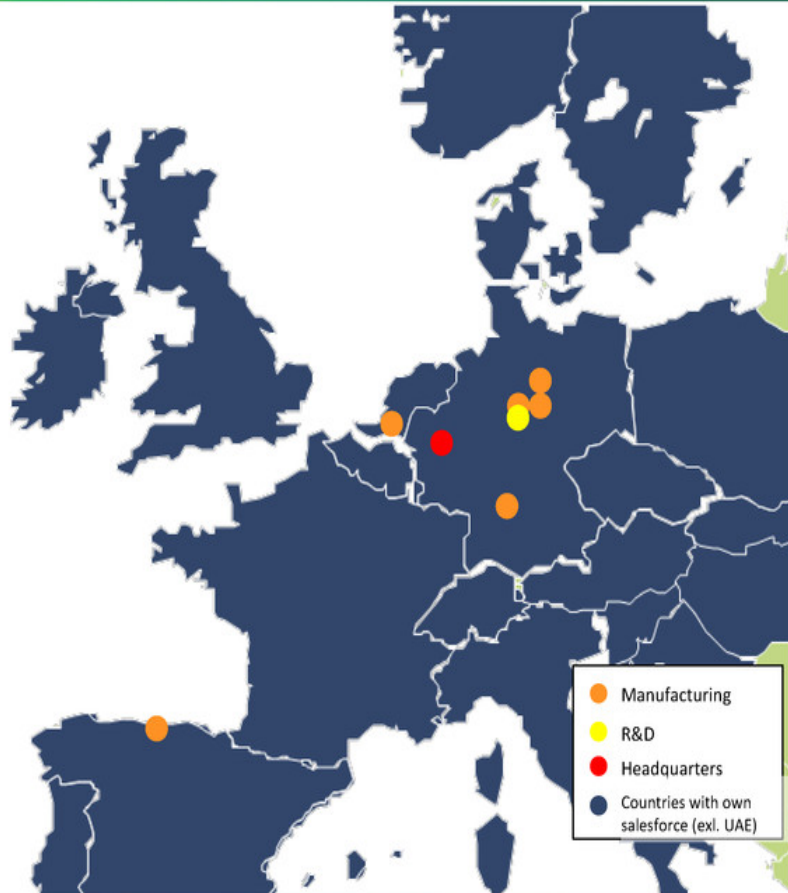 Manufacturing
R&D
Headquarters
Countries with own
salesforce (exl. UAE)